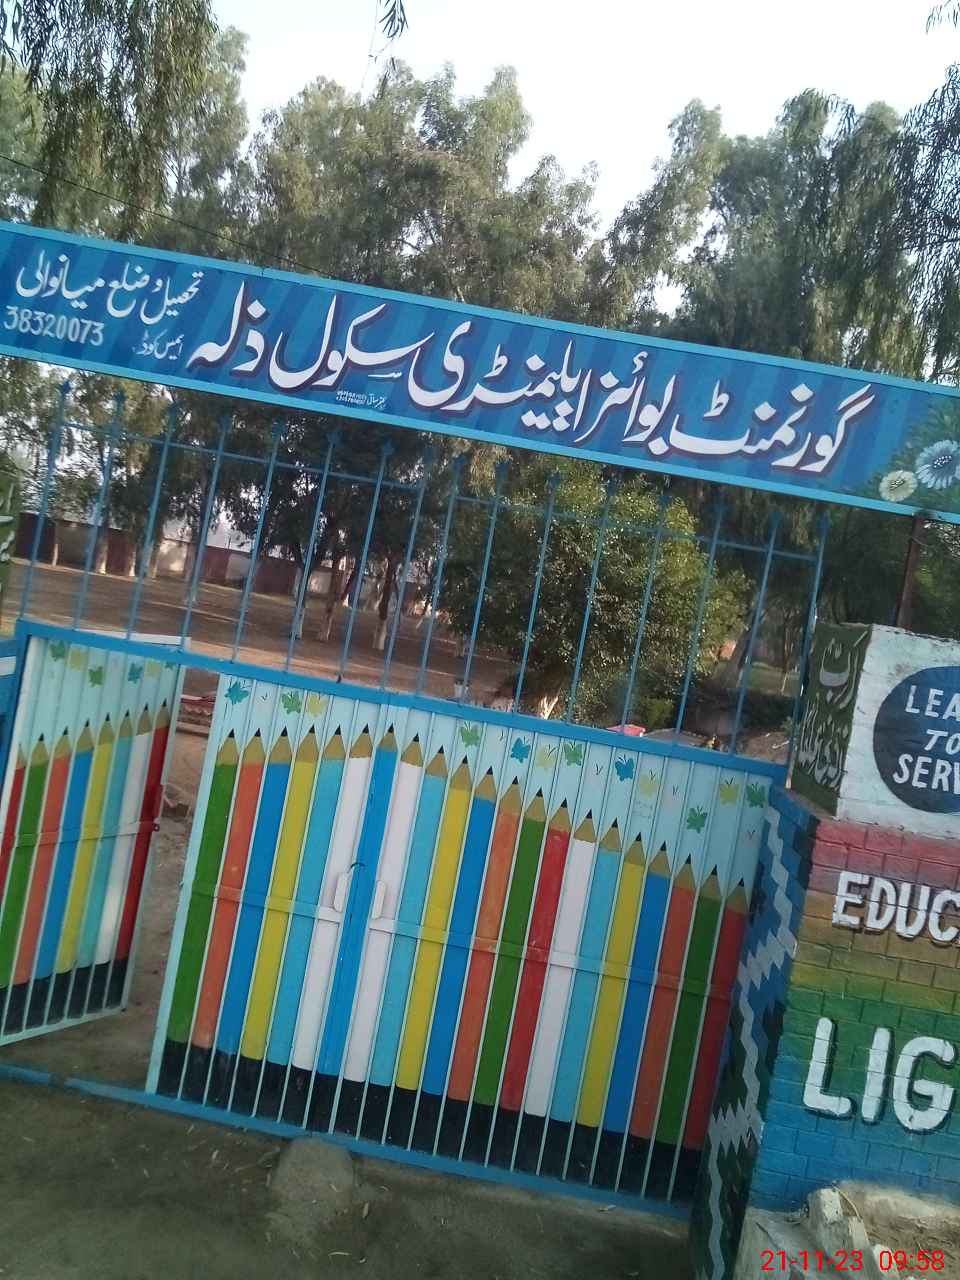 گورنمنٹ بوائز ایلیمنٹری سکول ذلہ
تحصیل و ضلع میانوالی
ایمیس کوڈ 38320073
LEA
TO
SERV
EDUC
LIG
21-11-23 09:58